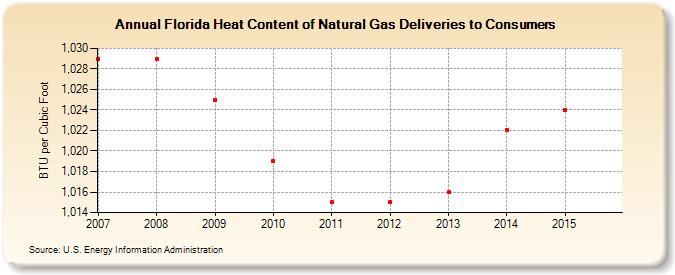 Annual Florida Heat Content of Natural Gas Deliveries to Consumers
BTU per Cubic Foot
1,030
1,028
1,026
1,024
1,022
1,020
1,018
1,016
1,014
2007 2008 2009 2010 2011 2012 2013 2014 2015
Source: U.S. Energy Information Administration